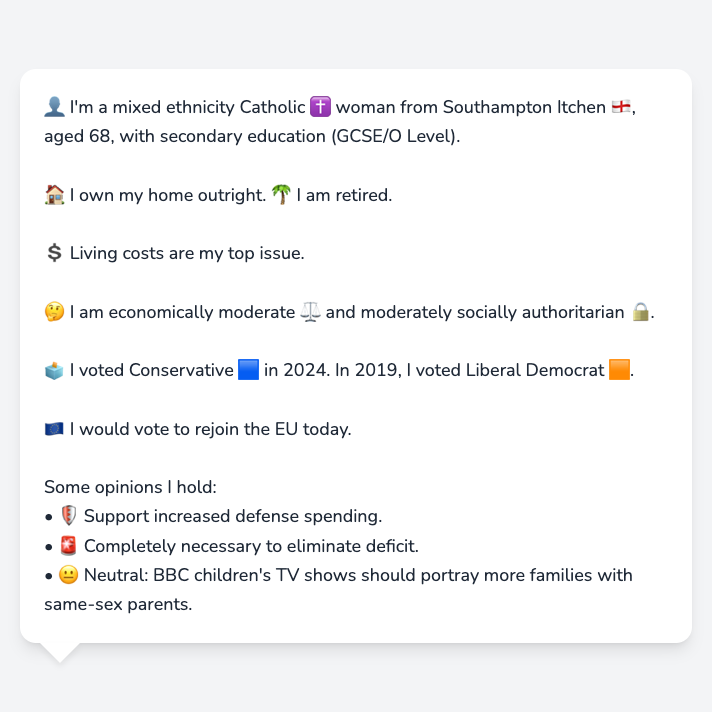 👤 I'm a mixed ethnicity Catholic ✝️ woman from Southampton Itchen 🏴󠁧󠁢󠁥󠁮󠁧󠁿,
aged 68, with secondary education (GCSE/O Level).
🏠 I own my home outright. 🌴 I am retired.
💲 Living costs are my top issue.
🤔 I am economically moderate ⚖️ and moderately socially authoritarian 🔒.
🗳️ I voted Conservative 🟦 in 2024. In 2019, I voted Liberal Democrat 🟧.
🇪🇺 I would vote to rejoin the EU today.
Some opinions I hold:
• 🛡️ Support increased defense spending.
• 🚨 Completely necessary to eliminate deficit.
• 😐 Neutral: BBC children's TV shows should portray more families with
same-sex parents.